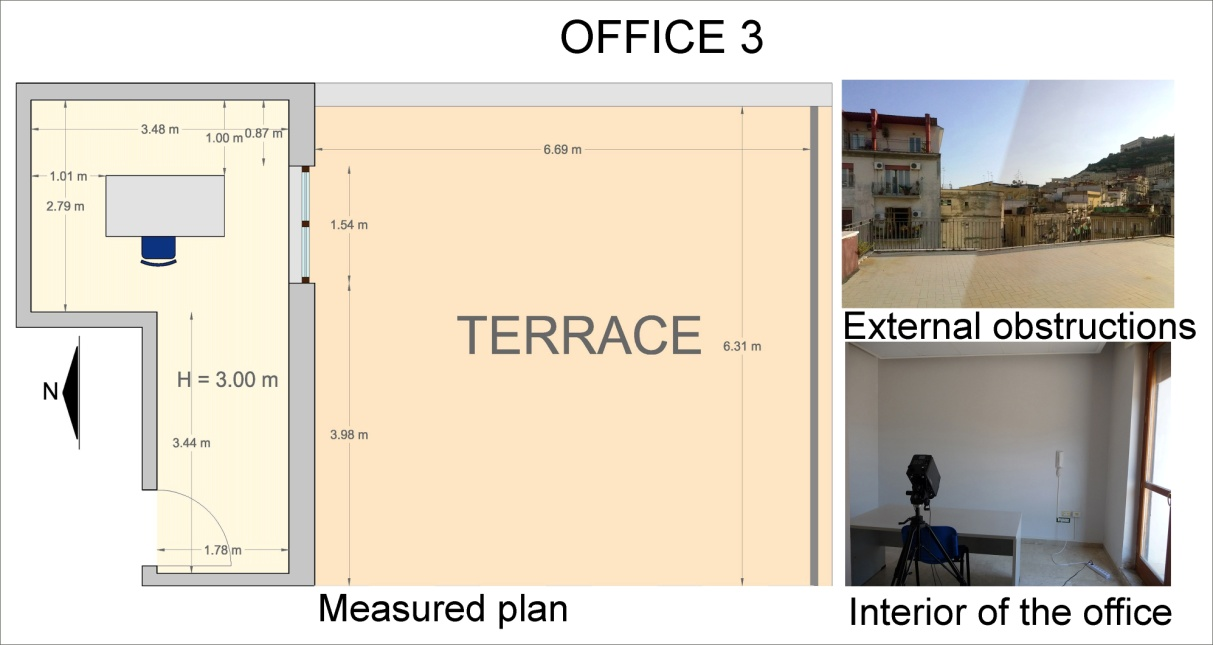 OFFICE 3
3.48 m
1.00 m
0.87 m
6.69 m
1.01 m
2.79 m
1.54 m
TERRACE
6.31 m
External obstructions
H = 3.00 m
N
3.44 m
3.98 m
1.78 m
Measured plan
Interior of the office